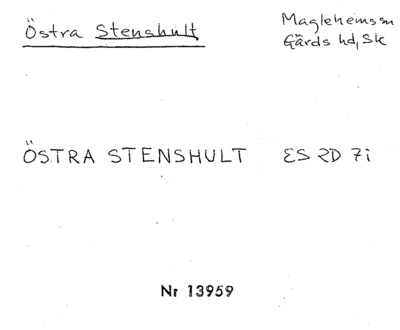 Östra Stenshult
Maglehems sn
Gärds hd, Sk
ÖSTRA STENSHULT ES 2D 7i
Nr 13959